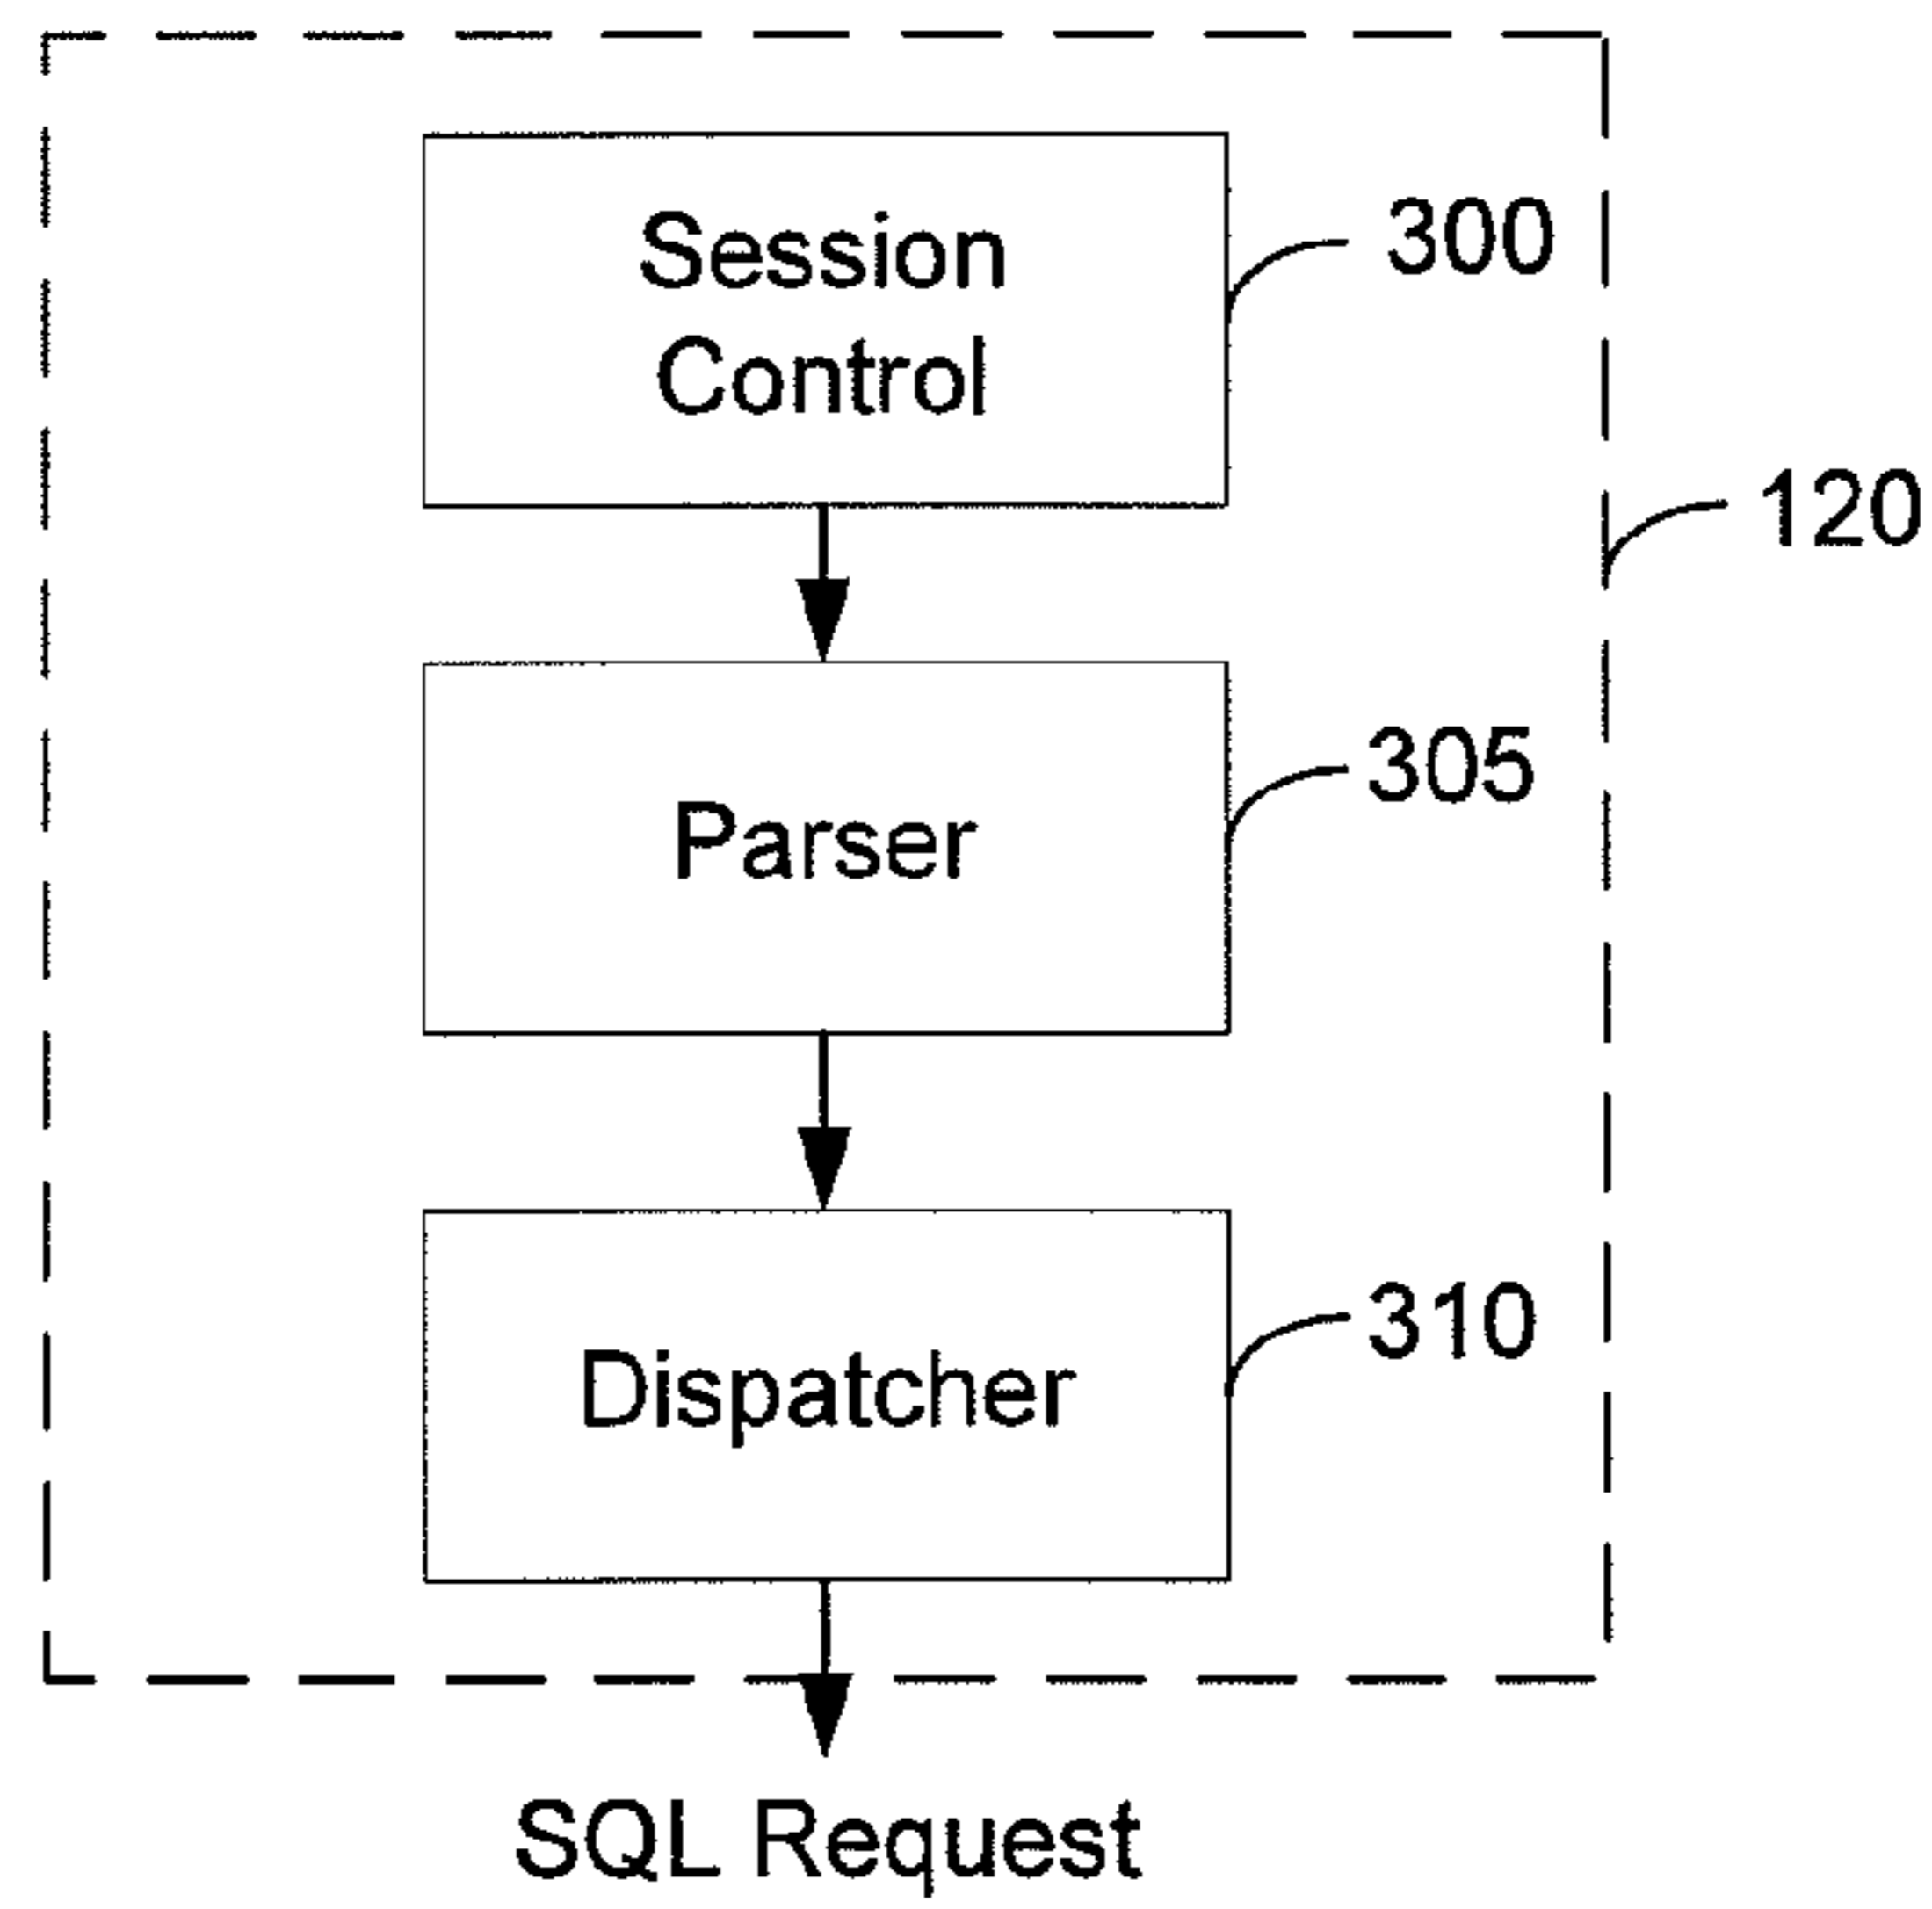 Session
Control
300
120
Parser
305
Dispatcher
310
SQL Request